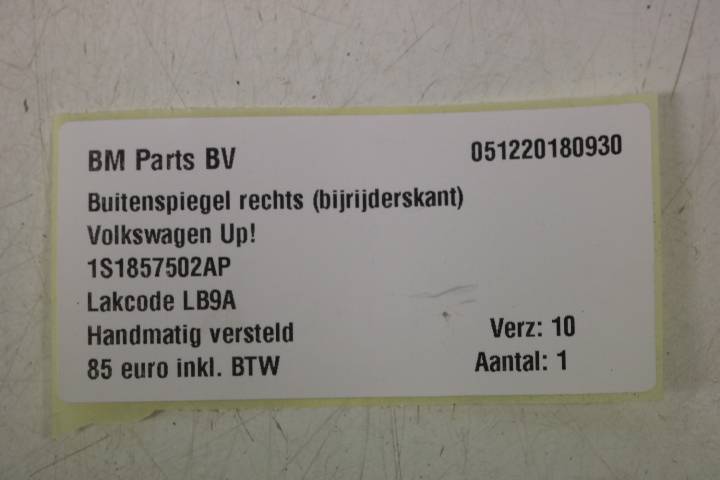 BM Parts BV 051220180930
Buitenspiegel rechts (bijrijderskant)
Volkswagen Up!
1S1857502AP
Lakcode LB9A
Handmatig versteld Verz: 10
85 euro inkl. BTW Aantal: 1